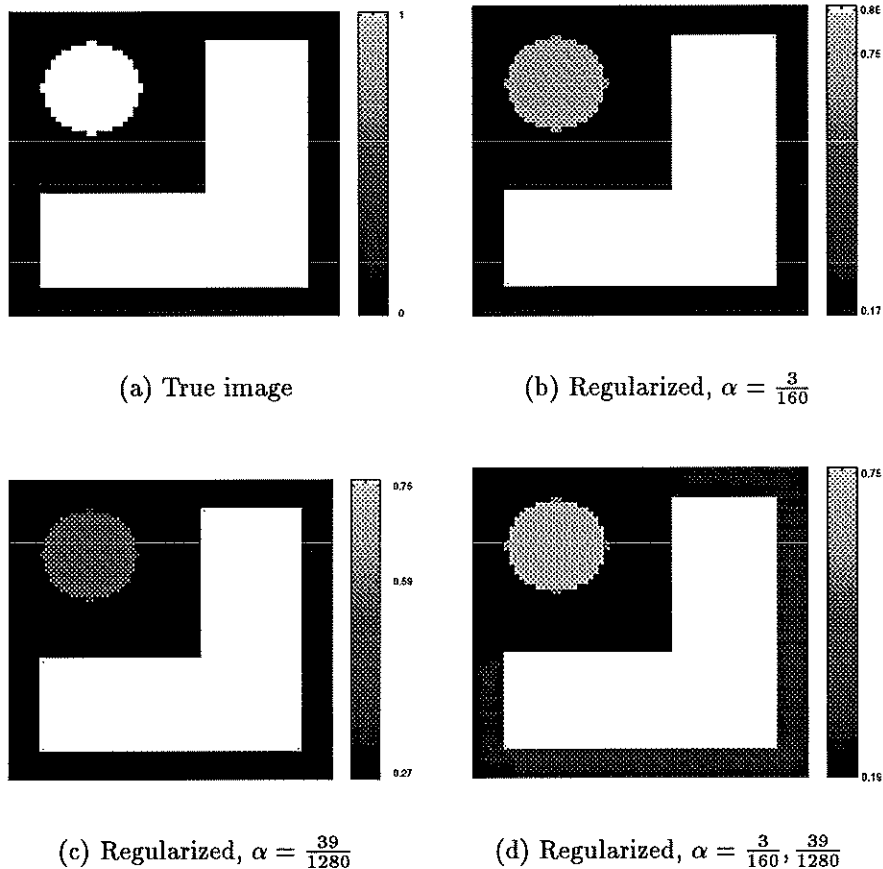 1
0
0.86
0.75
0.17
(a) True image
(b) Regularized, α = 3/160
0.76
0.59
0.27
0.75
0.19
(c) Regularized, α = 39/1280
(d) Regularized, α = 3/160, 39/1280